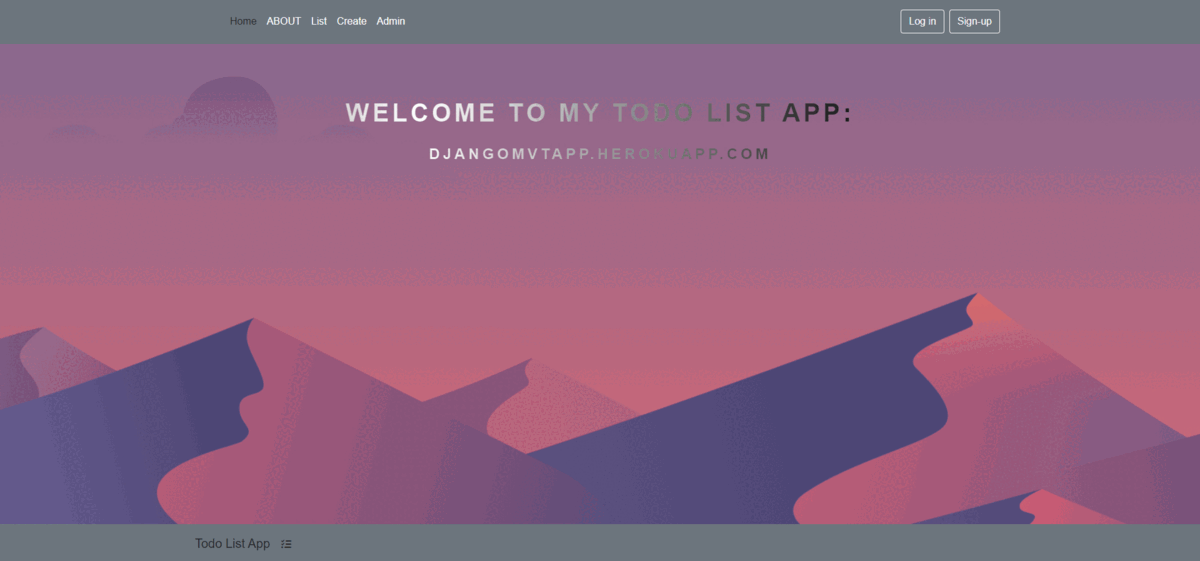 Home ABOUT List Create Admin Log in Sign-up
WELCOME TO MY TODO LIST APP:
DJANGOMVTAPP.HEROKUAPP.COM
Todo List App